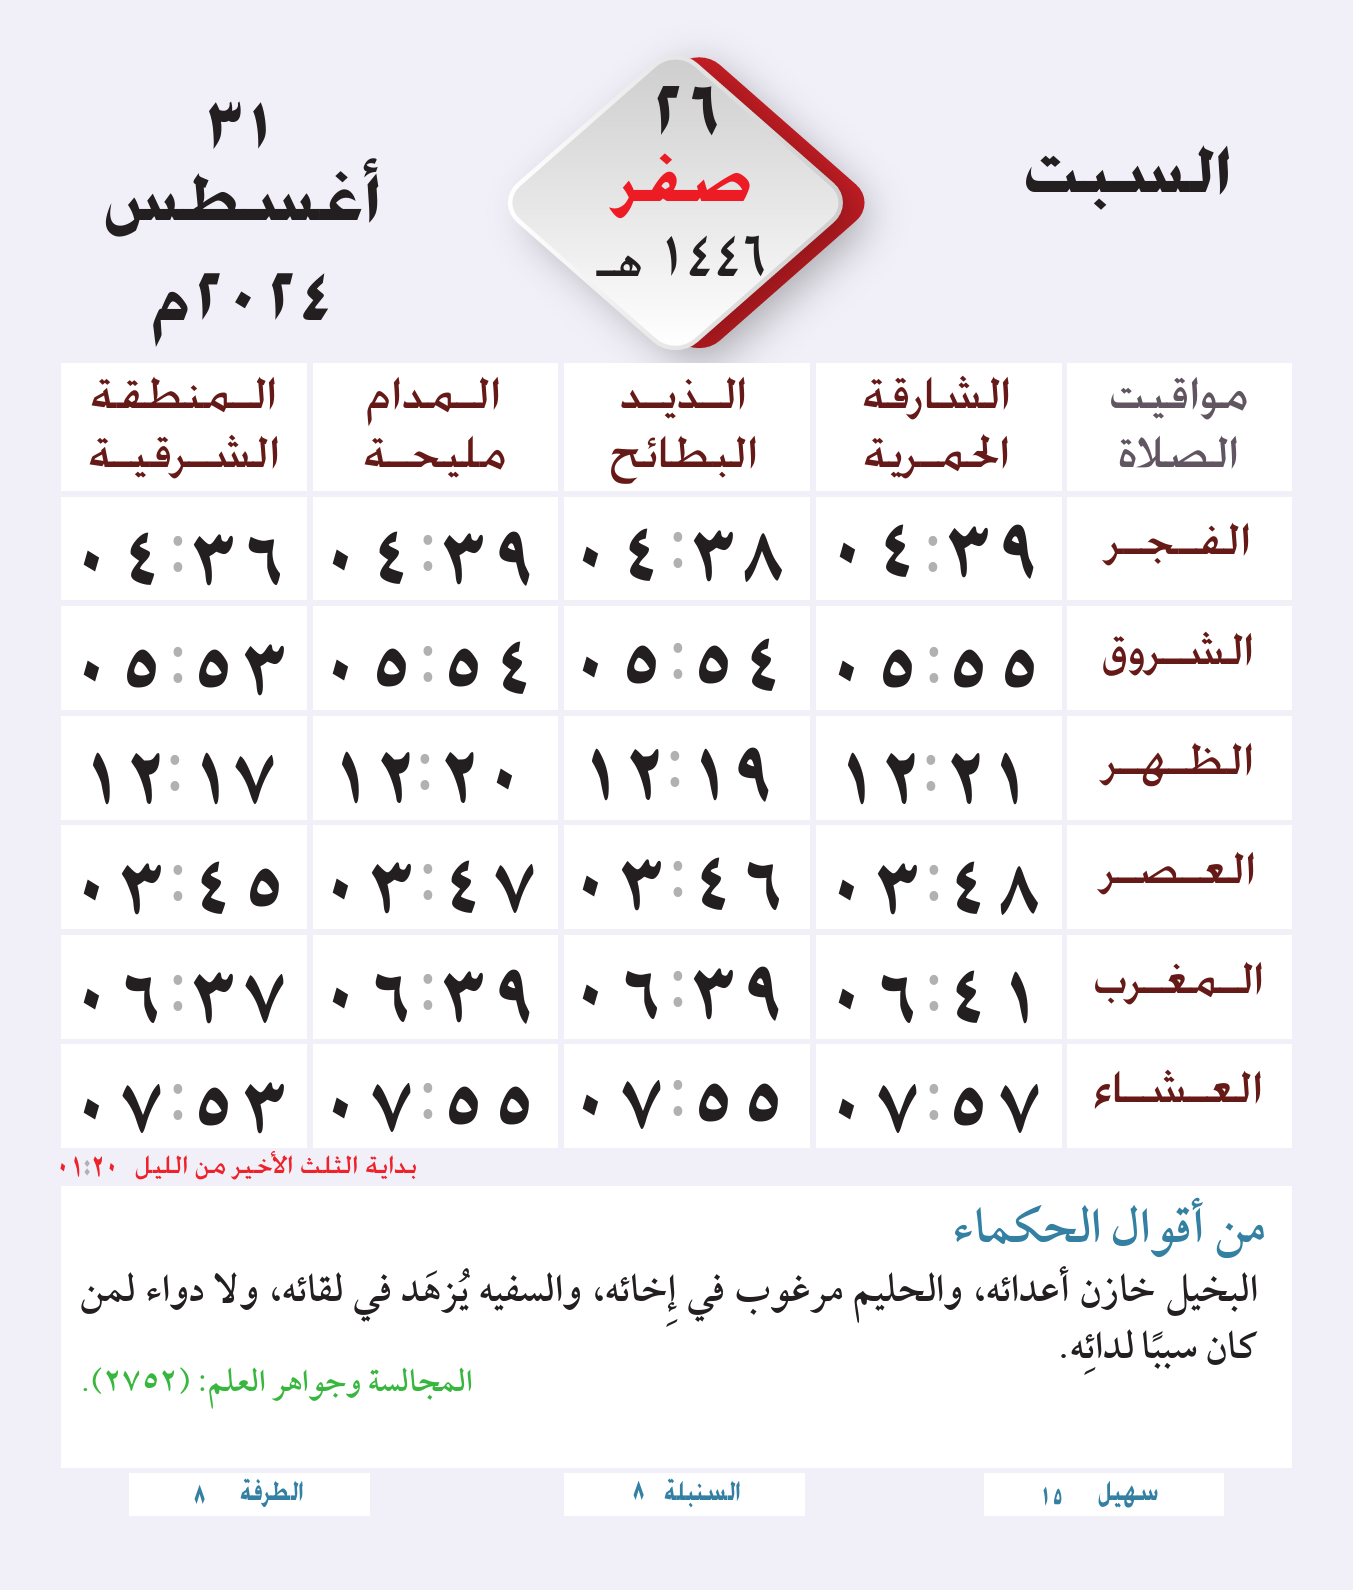 السبت
٢٦
صفر
١٤٤٦ هـ
٣١
أغسطس
٢٠٢٤م
مواقيت الصلاة
الشارقة الحمرية
الذيد البطائح
المدام مليحة
المنطقة الشرقية
الفجر ٠٤:٣٩ ٠٤:٣٨ ٠٤:٣٩ ٠٤:٣٦
الشروق ٠٥:٥٥ ٠٥:٥٤ ٠٥:٥٤ ٠٥:٥٣
الظهر ١٢:٢١ ١٢:١٩ ١٢:٢٠ ١٢:١٧
العصر ٠٣:٤٨ ٠٣:٤٦ ٠٣:٤٧ ٠٣:٤٥
المغرب ٠٦:٤١ ٠٦:٣٩ ٠٦:٣٩ ٠٦:٣٧
العشاء ٠٧:٥٧ ٠٧:٥٥ ٠٧:٥٥ ٠٧:٥٣
بداية الثلث الأخير من الليل ٠١:٢٠
من أقوال الحكماء
البخيل خازن أعدائه، والحليم مرغوب في إِخائه، والسفيه يُزهَد في لقائه، ولا دواء لمن
كان سببًا لدائِه.
المجالسة وجواهر العلم: (٢٧٥٢).
سهيل ١٥
السنبلة ٨
الطرفة ٨